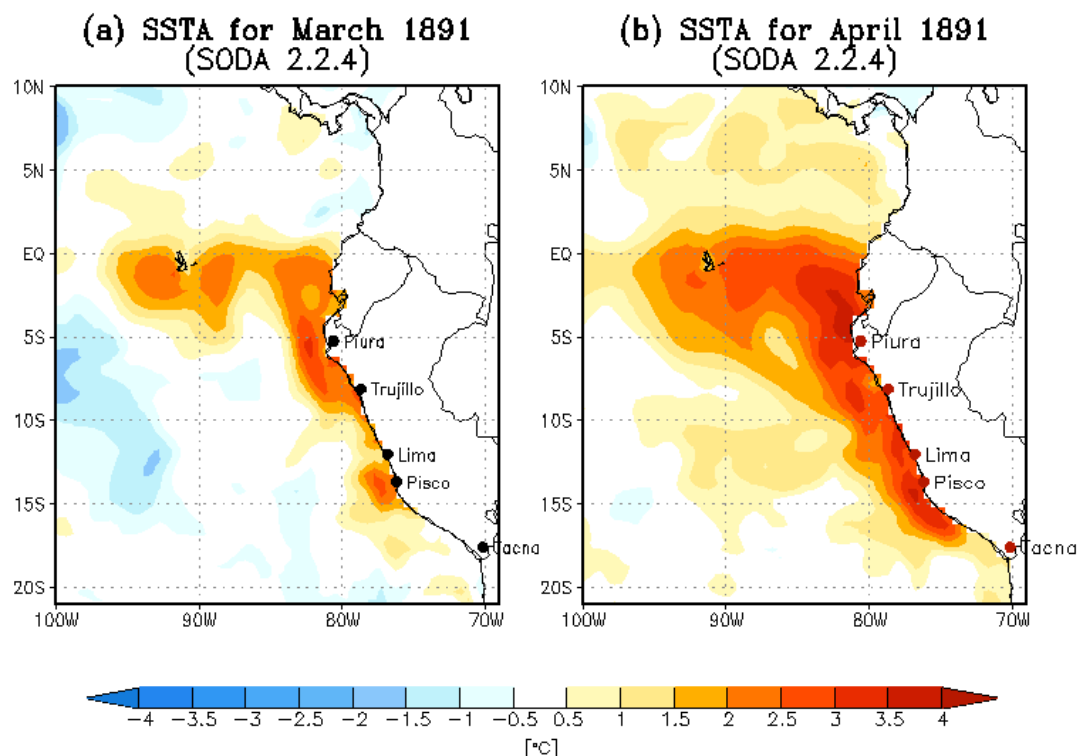 (a) SSTA for March 1891
(SODA 2.2.4)
10N
5N
EQ
5S
10S
15S
20S
100W
90W
80W
70W
Piura
Trujillo
Lima
Pisco
Tacna
(b) SSTA for April 1891
(SODA 2.2.4)
10N
5N
EQ
5S
10S
15S
20S
100W
90W
80W
70W
Piura
Trujillo
Lima
Pisco
Tacna
−4 −3.5 −3 −2.5 −2 −1.5 −1 −0.5 0.5 1 1.5 2 2.5 3 3.5 4
[°C]